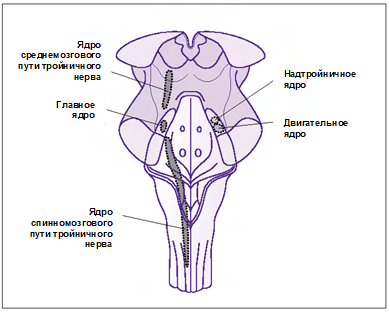 Ядро
среднемозгового
пути тройничного
нерва
Надтройничное
ядро
Главное
ядро
Двигательное
ядро
Ядро
спинномозгового
пути тройничного
нерва